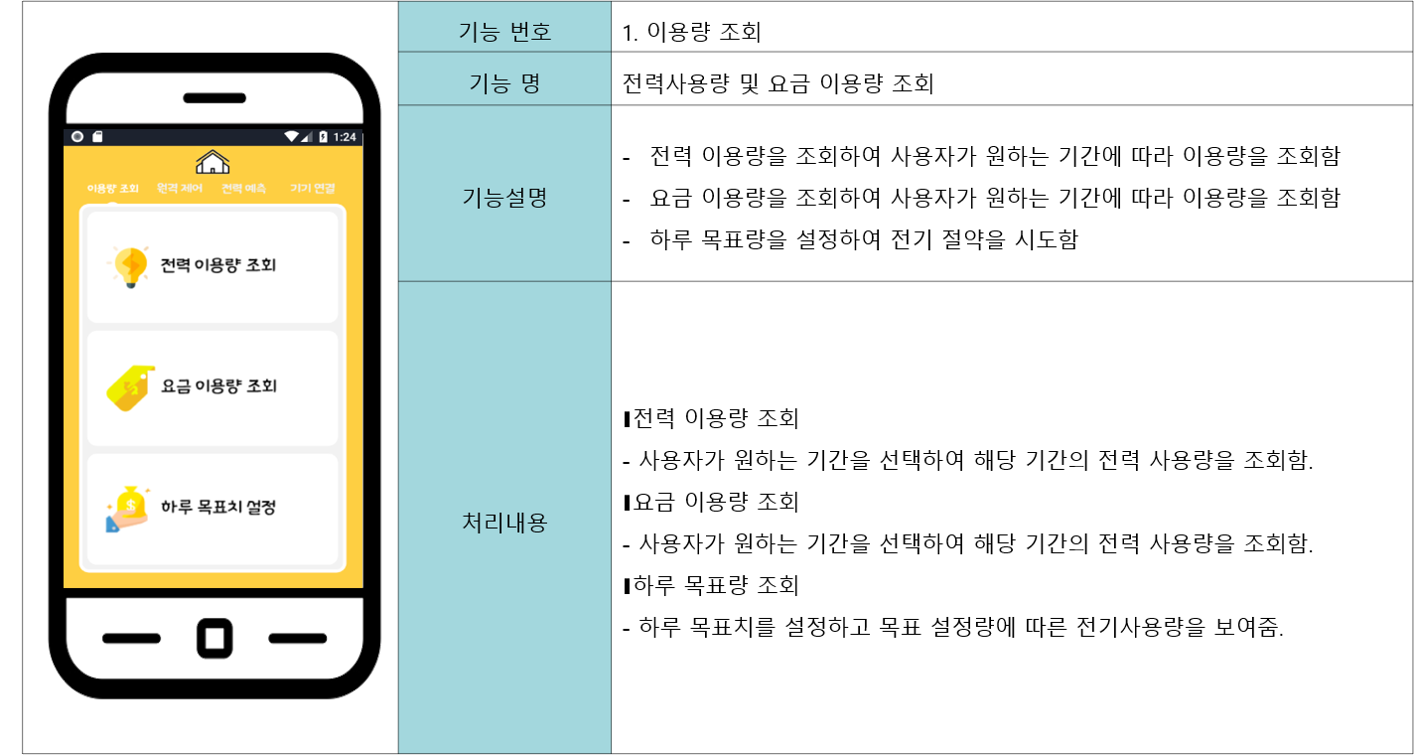 1:24
이용량 조회 원격 제어 전력 예측 기기 연결
전력 이용량 조회
요금 이용량 조회
하루 목표치 설정
기능 번호 1. 이용량 조회
기능 명 전력사용량 및 요금 이용량 조회
기능설명
- 전력 이용량을 조회하여 사용자가 원하는 기간에 따라 이용량을 조회함
- 요금 이용량을 조회하여 사용자가 원하는 기간에 따라 이용량을 조회함
- 하루 목표량을 설정하여 전기 절약을 시도함
처리내용
▌전력 이용량 조회
- 사용자가 원하는 기간을 선택하여 해당 기간의 전력 사용량을 조회함.
▌요금 이용량 조회
- 사용자가 원하는 기간을 선택하여 해당 기간의 전력 사용량을 조회함.
▌하루 목표량 조회
- 하루 목표치를 설정하고 목표 설정량에 따른 전기사용량을 보여줌.